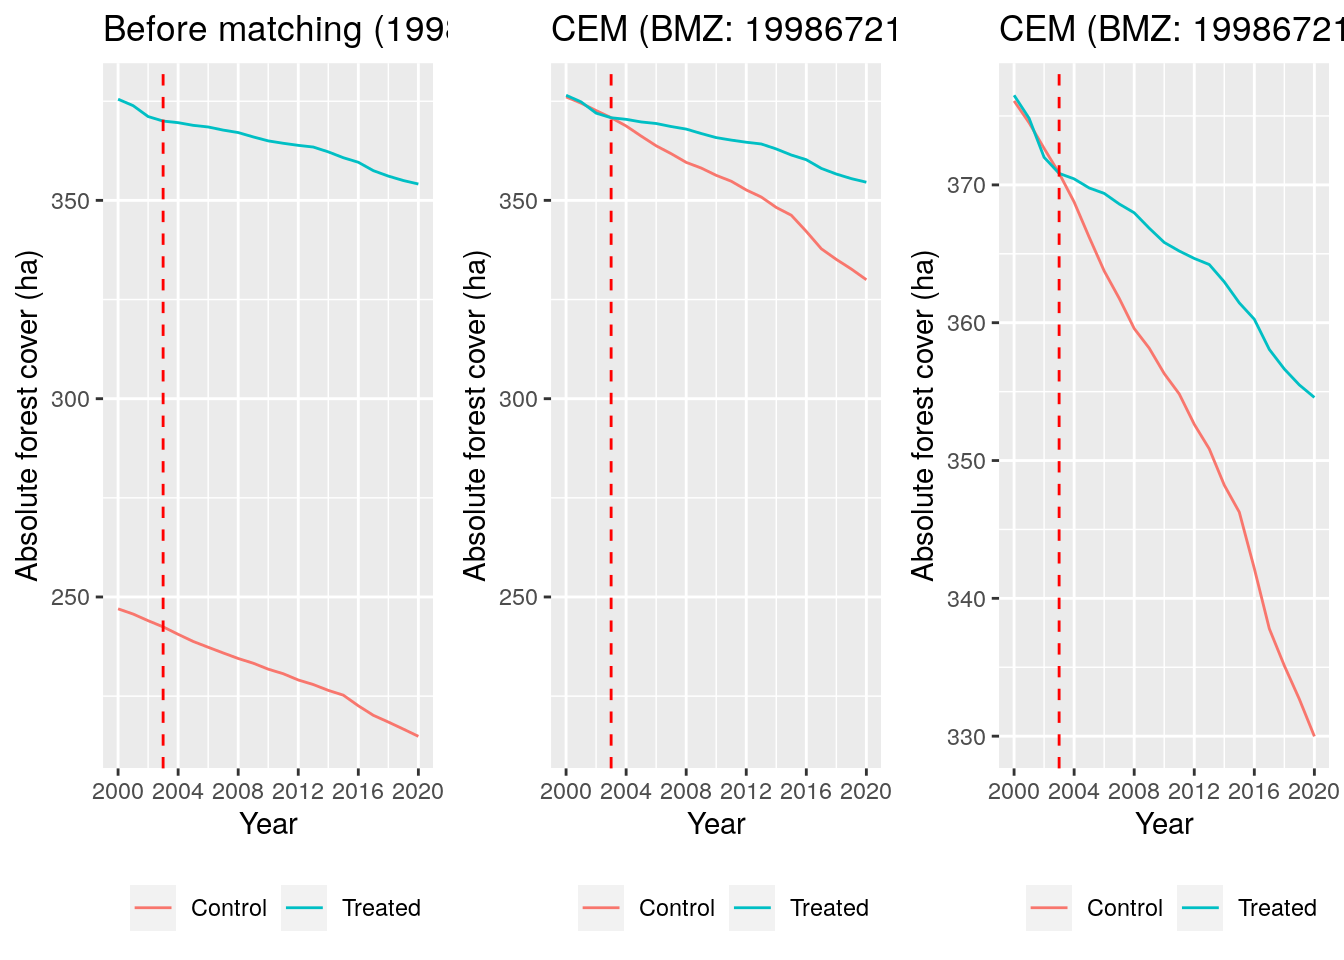 Before matching (199
CEM (BMZ: 19986721
CEM (BMZ: 19986721
Absolute forest cover (ha)
350
300
250
2000 2004 2008 2012 2016 2020
Year
Control Treated
Absolute forest cover (ha)
350
300
250
2000 2004 2008 2012 2016 2020
Year
Control Treated
Absolute forest cover (ha)
370
360
350
340
330
2000 2004 2008 2012 2016 2020
Year
Control Treated